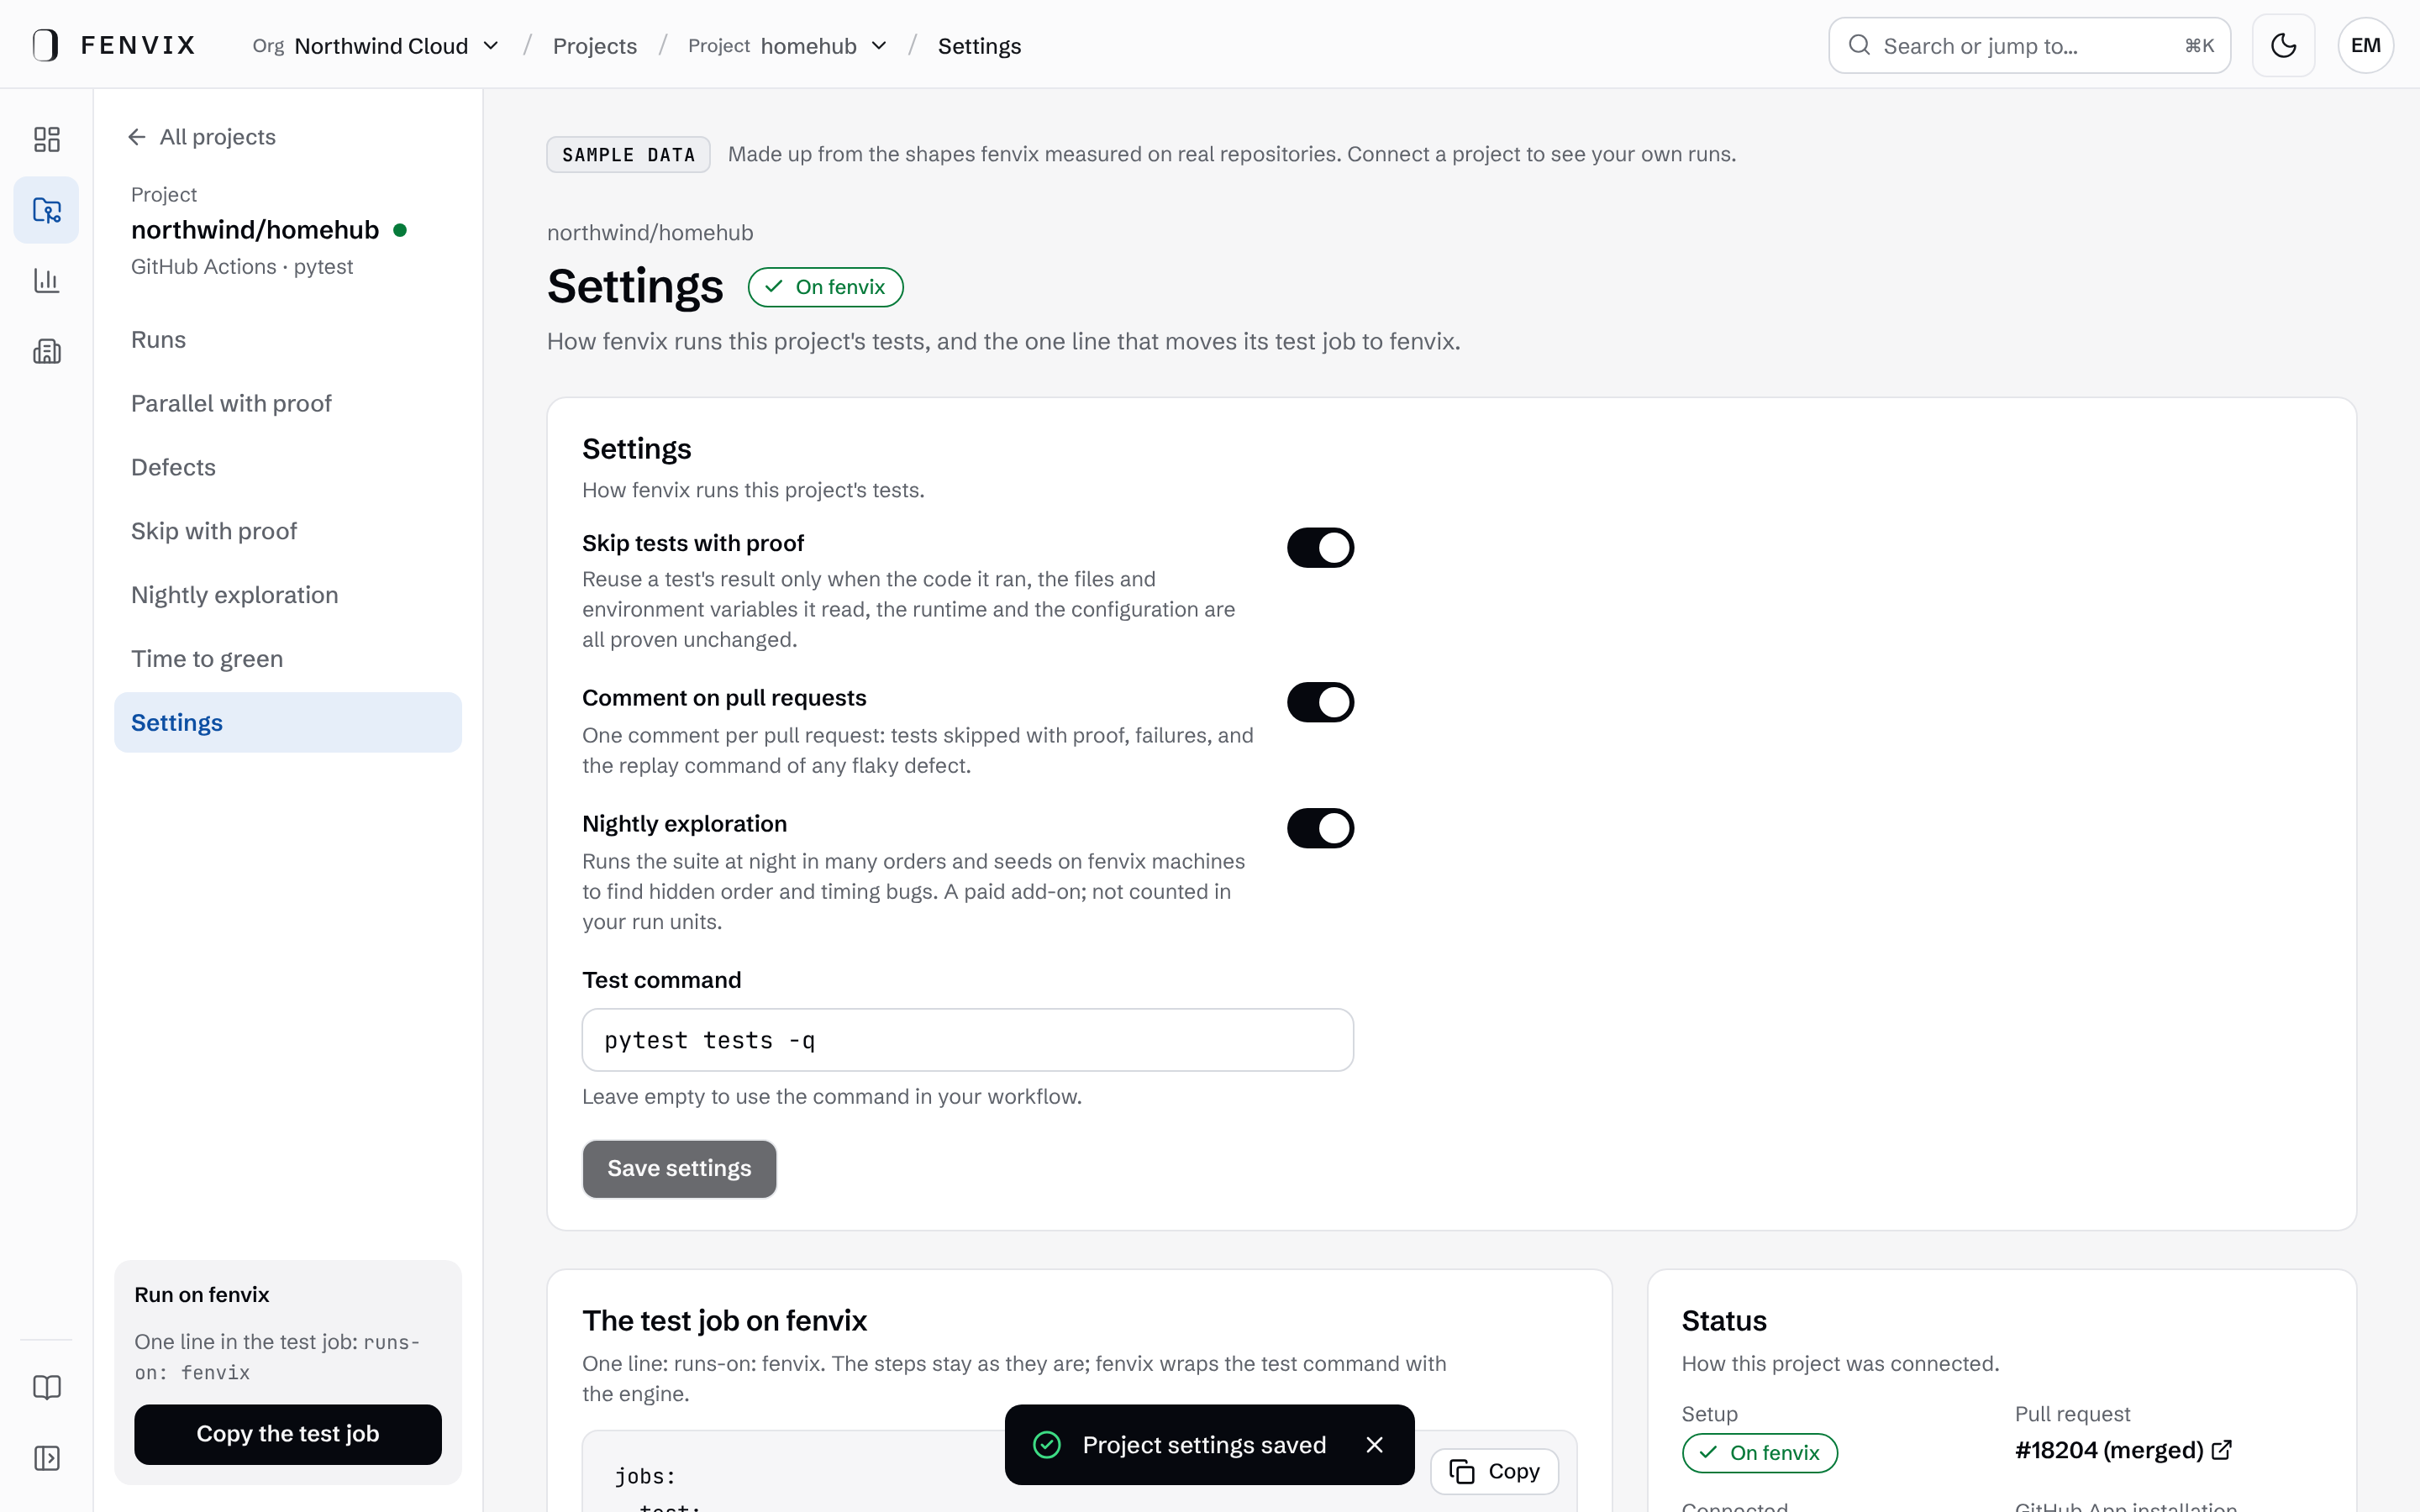 FENVIX
Org Northwind Cloud / Projects / Project homehub / Settings
Search or jump to... ⌘K
EM
All projects
Project
northwind/homehub
GitHub Actions · pytest
Runs
Parallel with proof
Defects
Skip with proof
Nightly exploration
Time to green
Settings
Run on fenvix
One line in the test job: runs-
on: fenvix
Copy the test job
SAMPLE DATA Made up from the shapes fenvix measured on real repositories. Connect a project to see your own runs.
northwind/homehub
Settings On fenvix
How fenvix runs this project's tests, and the one line that moves its test job to fenvix.
Settings
How fenvix runs this project's tests.
Skip tests with proof
Reuse a test's result only when the code it ran, the files and
environment variables it read, the runtime and the configuration are
all proven unchanged.
Comment on pull requests
One comment per pull request: tests skipped with proof, failures, and
the replay command of any flaky defect.
Nightly exploration
Runs the suite at night in many orders and seeds on fenvix machines
to find hidden order and timing bugs. A paid add-on; not counted in
your run units.
Test command
pytest tests -q
Leave empty to use the command in your workflow.
Save settings
The test job on fenvix
One line: runs-on: fenvix. The steps stay as they are; fenvix wraps the test command with
the engine.
jobs:
test:
Copy
Project settings saved
Status
How this project was connected.
Setup
On fenvix
Pull request
#18204 (merged)
Connected
GitHub App installation